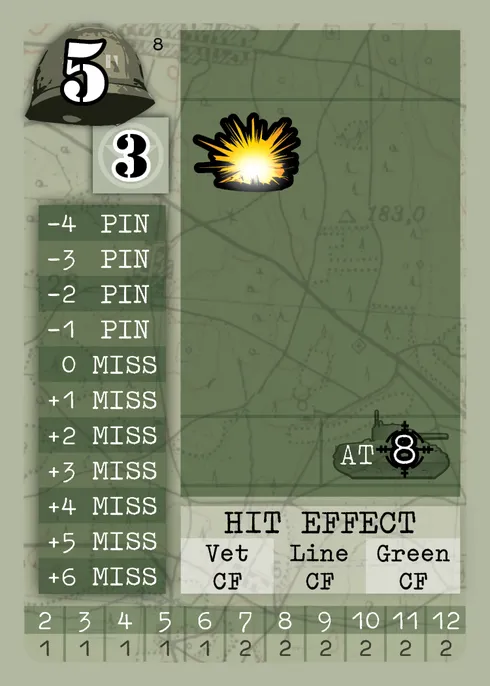 5
8
3
-4 PIN
-3 PIN
-2 PIN
-1 PIN
0 MISS
+1 MISS
+2 MISS
+3 MISS
+4 MISS
+5 MISS
+6 MISS
183,0
AT 8
HIT EFFECT
Vet Line Green
CF CF CF
2 3 4 5 6 7 8 9 10 11 12
1 1 1 1 1 2 2 2 2 2 2